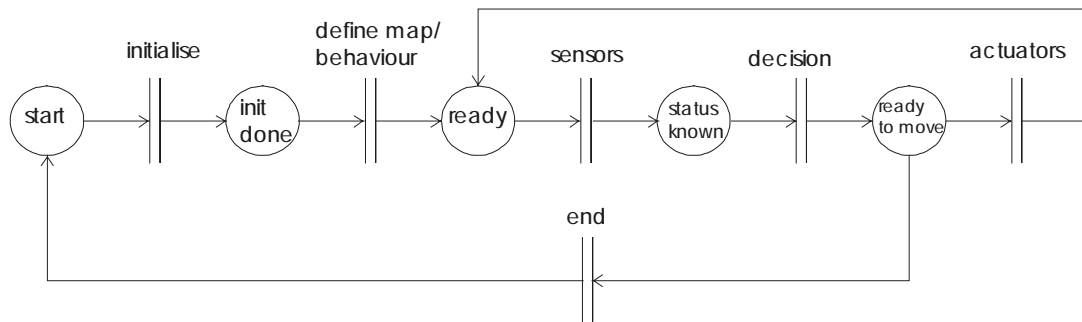 define map/
behaviour
initialise
sensors
decision
actuators
start
init
done
ready
status
known
ready
to move
end